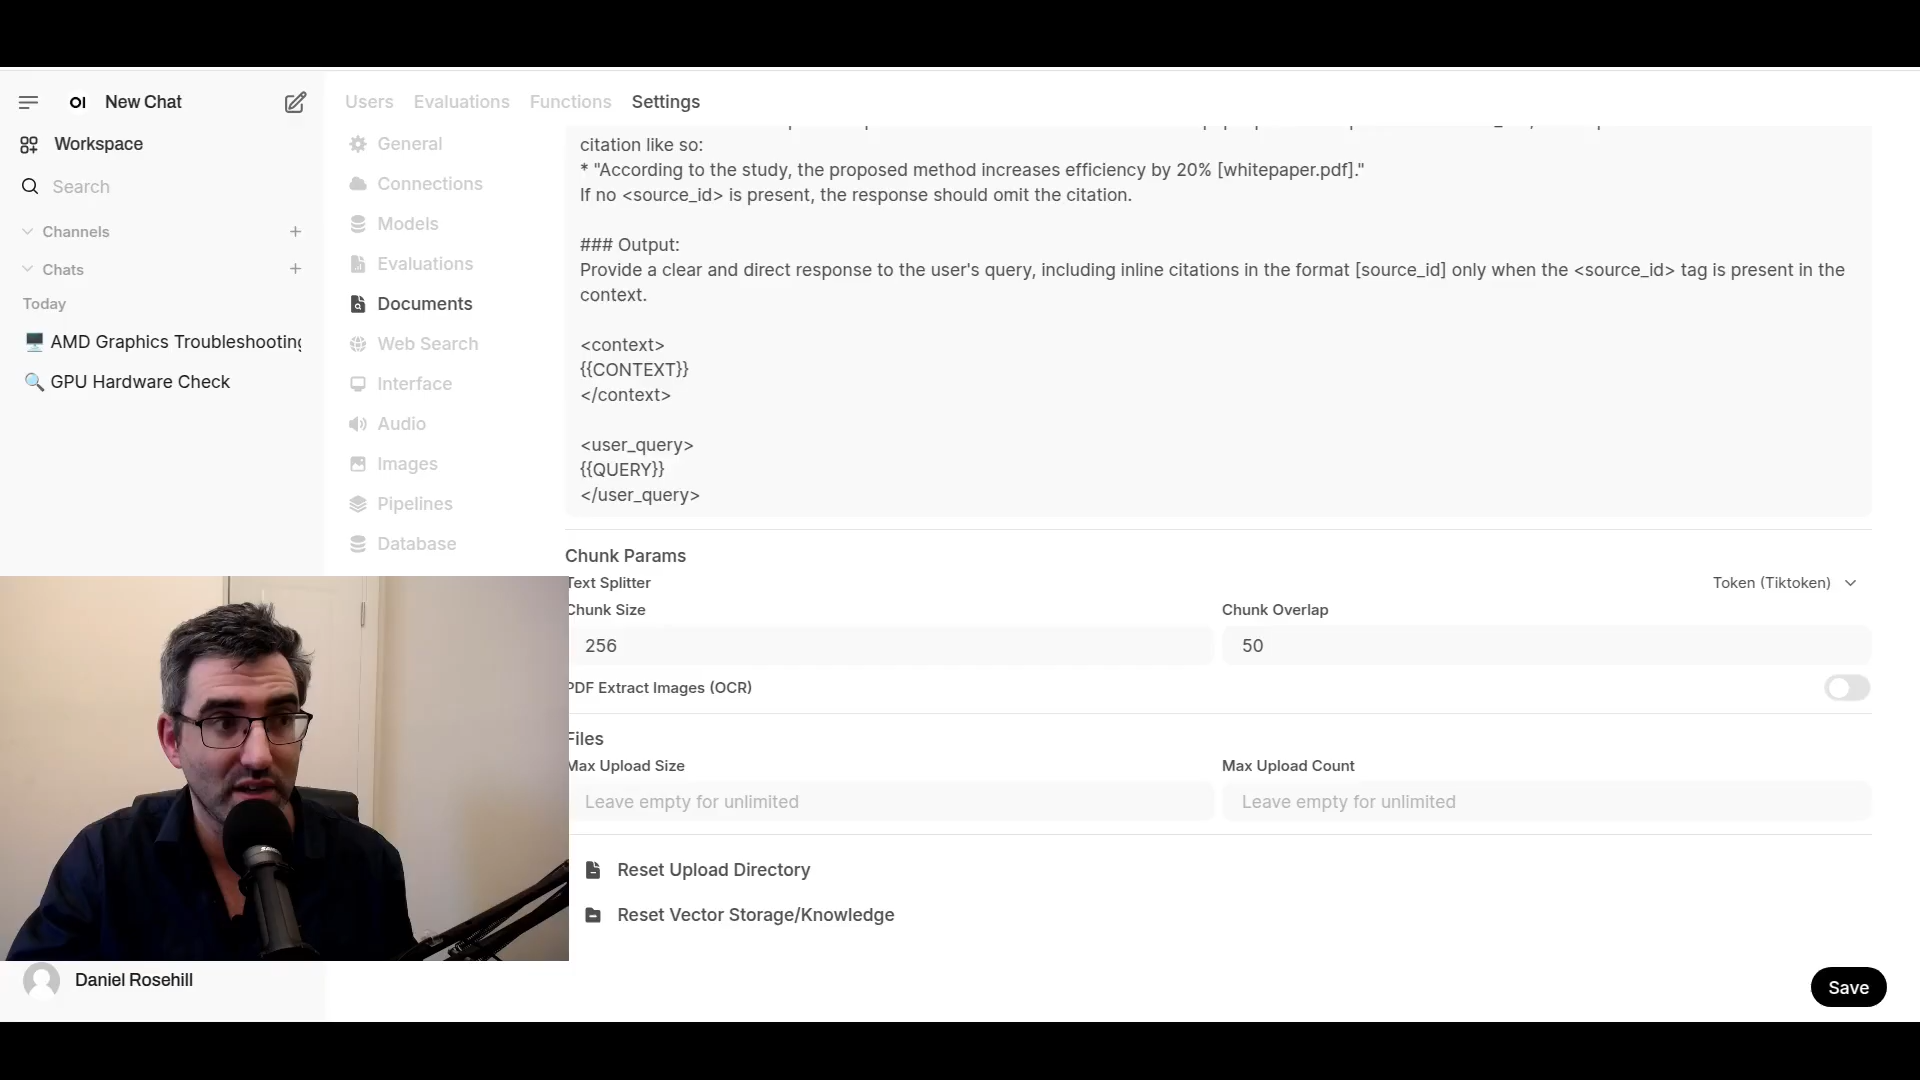 OI New Chat
Workspace
Search
Channels
Chats
Today
AMD Graphics Troubleshooting
GPU Hardware Check
Daniel Rosehill
Users Evaluations Functions Settings
General
Connections
Models
Evaluations
Documents
Web Search
Interface
Audio
Images
Pipelines
Database
citation like so:
* "According to the study, the proposed method increases efficiency by 20% [whitepaper.pdf]."
If no <source_id> is present, the response should omit the citation.
### Output:
Provide a clear and direct response to the user's query, including inline citations in the format [source_id] only when the <source_id> tag is present in the
context.
<context>
{{CONTEXT}}
</context>
<user_query>
{{QUERY}}
</user_query>
Chunk Params
Text Splitter Token (Tiktoken)
Chunk Size Chunk Overlap
256 50
PDF Extract Images (OCR)
Files
Max Upload Size Max Upload Count
Leave empty for unlimited Leave empty for unlimited
Reset Upload Directory
Reset Vector Storage/Knowledge
Save